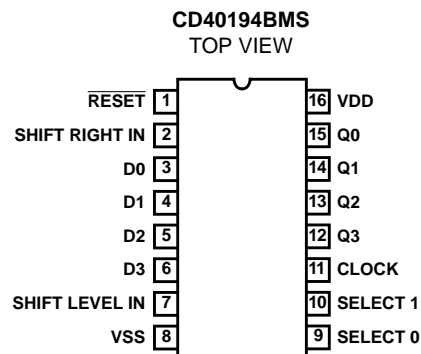 CD40194BMS
TOP VIEW
RESET 1
SHIFT RIGHT IN 2
D0 3
D1 4
D2 5
D3 6
SHIFT LEVEL IN 7
VSS 8
16 VDD
15 Q0
14 Q1
13 Q2
12 Q3
11 CLOCK
10 SELECT 1
9 SELECT 0